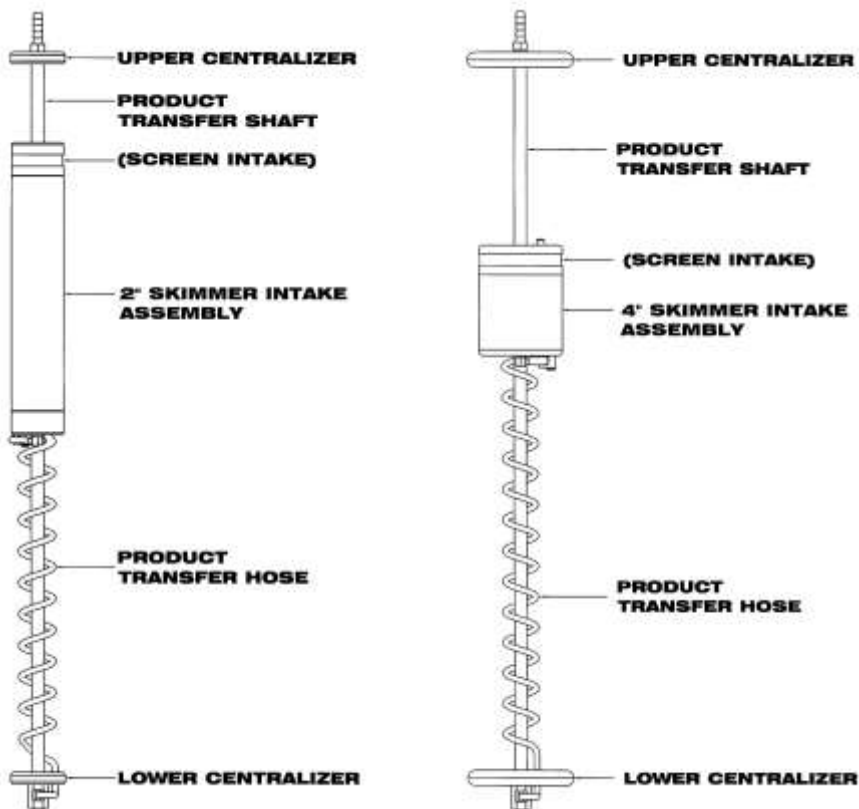 UPPER CENTRALIZER
PRODUCT
TRANSFER SHAFT
(SCREEN INTAKE)
2" SKIMMER INTAKE
ASSEMBLY
PRODUCT
TRANSFER HOSE
LOWER CENTRALIZER
UPPER CENTRALIZER
PRODUCT
TRANSFER SHAFT
(SCREEN INTAKE)
4" SKIMMER INTAKE
ASSEMBLY
PRODUCT
TRANSFER HOSE
LOWER CENTRALIZER